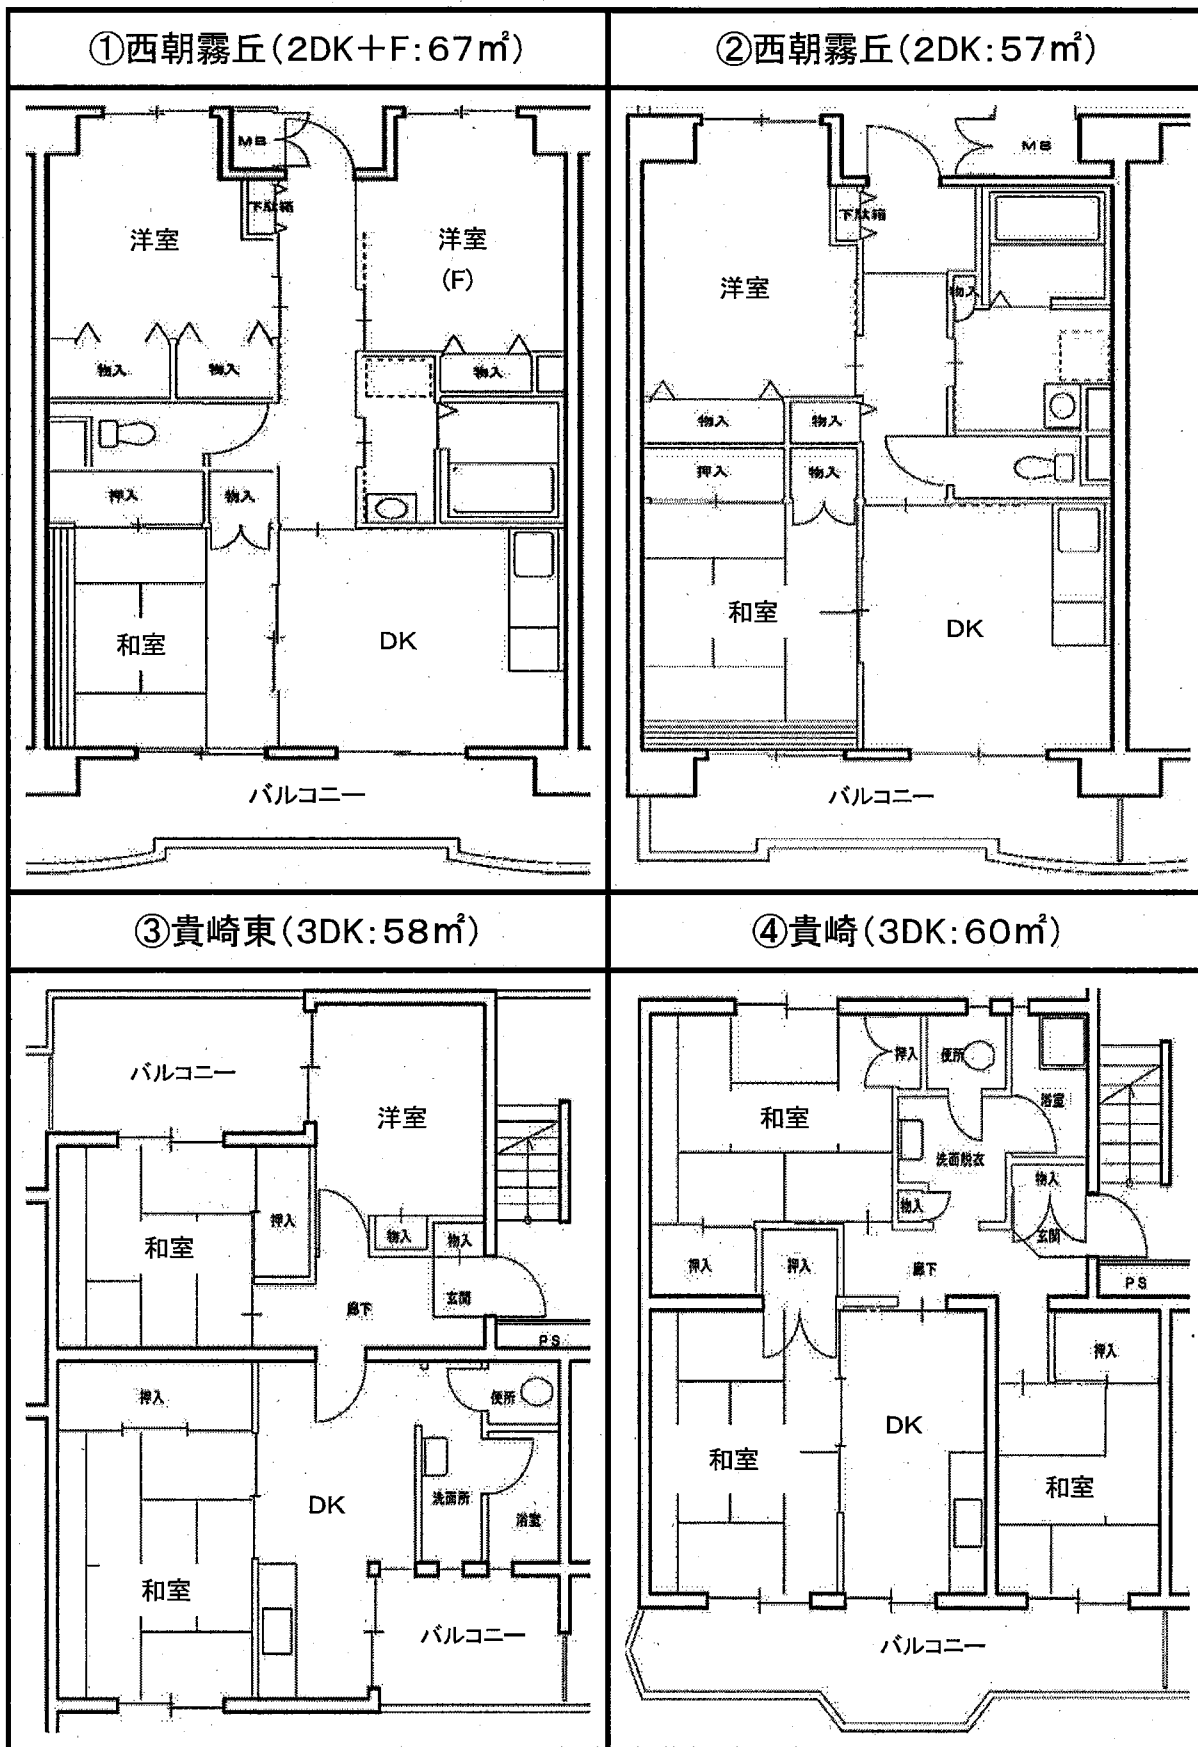 ①西朝霧丘(2DK+F:67㎡)
②西朝霧丘(2DK:57㎡)
MB
下駄箱
洋室
洋室
(F)
物入
物入
物入
押入
物入
和室
DK
バルコニー
MB
下駄箱
洋室
物入
物入
物入
押入
物入
和室
DK
バルコニー
③貴崎東(3DK:58㎡)
④貴崎(3DK:60㎡)
バルコニー
洋室
押入
和室
物入
物入
玄関
廊下
PS
押入
便所
DK
洗面所
浴室
和室
バルコニー
押入
便所
和室
浴室
洗面脱衣
物入
物入
玄関
押入
押入
廊下
PS
押入
DK
和室
和室
バルコニー